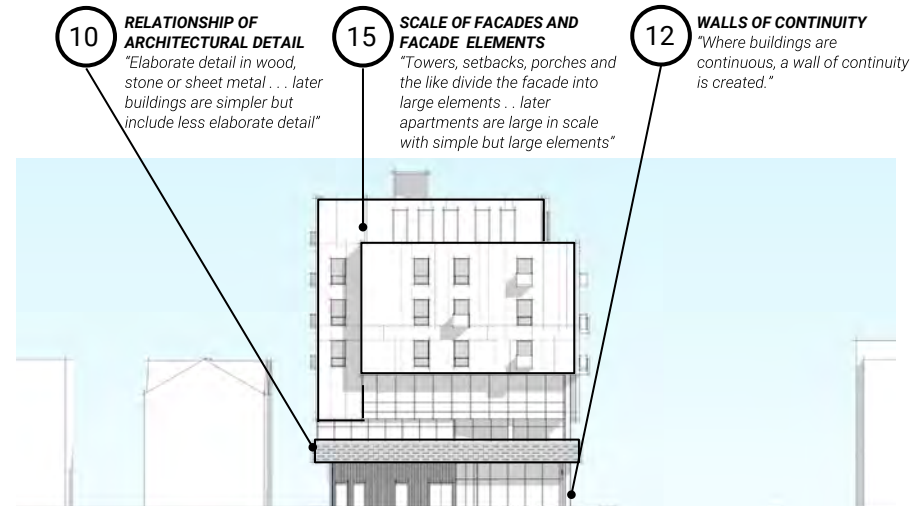 10
RELATIONSHIP OF
ARCHITECTURAL DETAIL
"Elaborate detail in wood,
stone or sheet metal . . . later
buildings are simpler but
include less elaborate detail"
15
SCALE OF FACADES AND
FACADE ELEMENTS
"Towers, setbacks, porches and
the like divide the facade into
large elements . . later
apartments are large in scale
with simple but large elements"
12
WALLS OF CONTINUITY
"Where buildings are
continuous, a wall of continuity
is created."